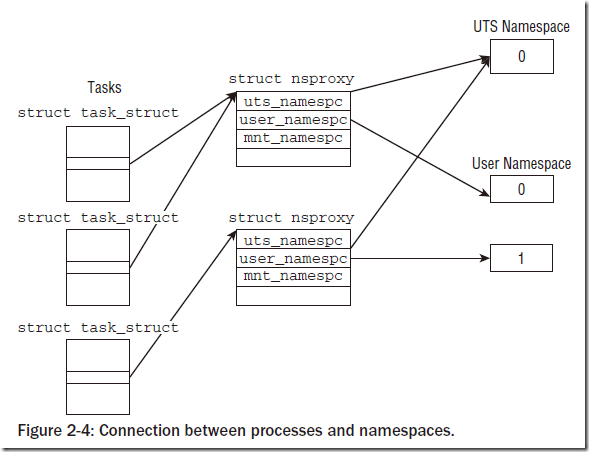 UTS Namespace
0
struct nsproxy
Tasks
uts_namespc
struct task_struct
user_namespc
mnt_namespc
User Namespace
0
struct task_struct
struct nsproxy
uts_namespc
user_namespc
1
mnt_namespc
struct task_struct
Figure 2-4: Connection between processes and namespaces.